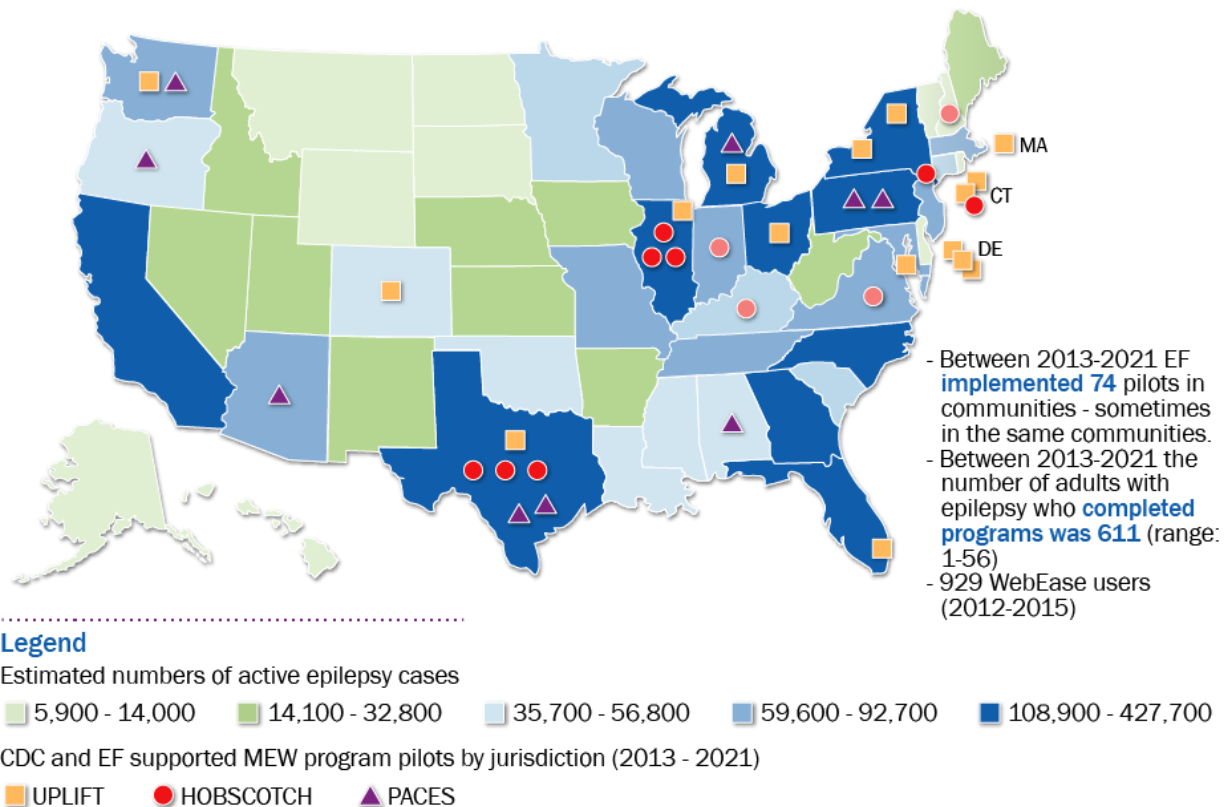 MA
CT
DE
- Between 2013-2021 EF
implemented 74 pilots in
communities - sometimes
in the same communities.
- Between 2013-2021 the
number of adults with
epilepsy who completed
programs was 611 (range:
1-56)
- 929 WebEase users
(2012-2015)
Legend
Estimated numbers of active epilepsy cases
5,900 - 14,000 14,100 - 32,800 35,700 - 56,800 59,600 - 92,700 108,900 - 427,700
CDC and EF supported MEW program pilots by jurisdiction (2013 - 2021)
UPLIFT HOBSCOTCH PACES